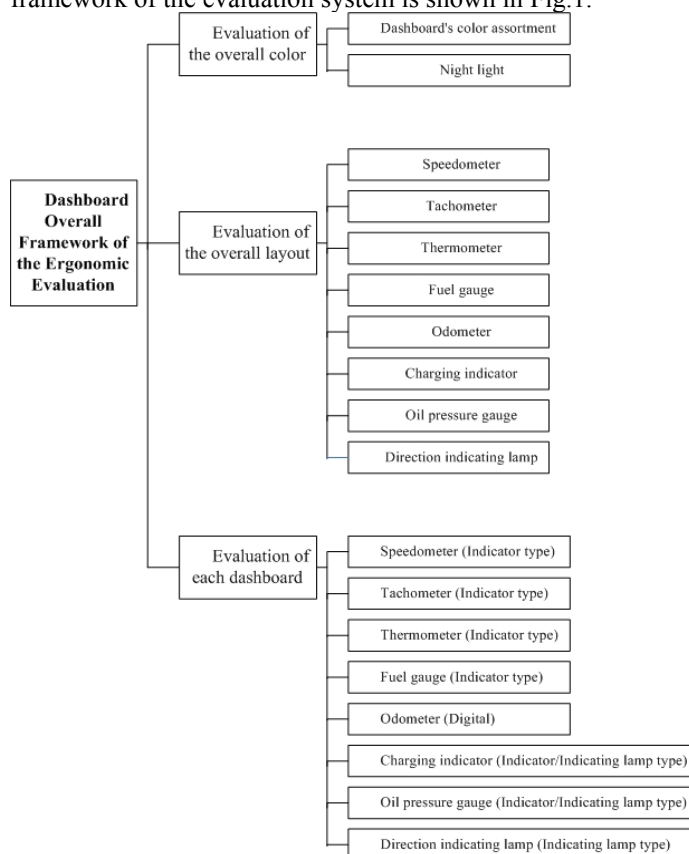 framework of the evaluation system is shown in Fig.1.
Evaluation of
the overall color
Dashboard's color assortment
Night light
Dashboard
Overall
Framework of
the Ergonomic
Evaluation
Evaluation of
the overall layout
Speedometer
Tachometer
Thermometer
Fuel gauge
Odometer
Charging indicator
Oil pressure gauge
Direction indicating lamp
Evaluation of
each dashboard
Speedometer (Indicator type)
Tachometer (Indicator type)
Thermometer (Indicator type)
Fuel gauge (Indicator type)
Odometer (Digital)
Charging indicator (Indicator/Indicating lamp type)
Oil pressure gauge (Indicator/Indicating lamp type)
Direction indicating lamp (Indicating lamp type)